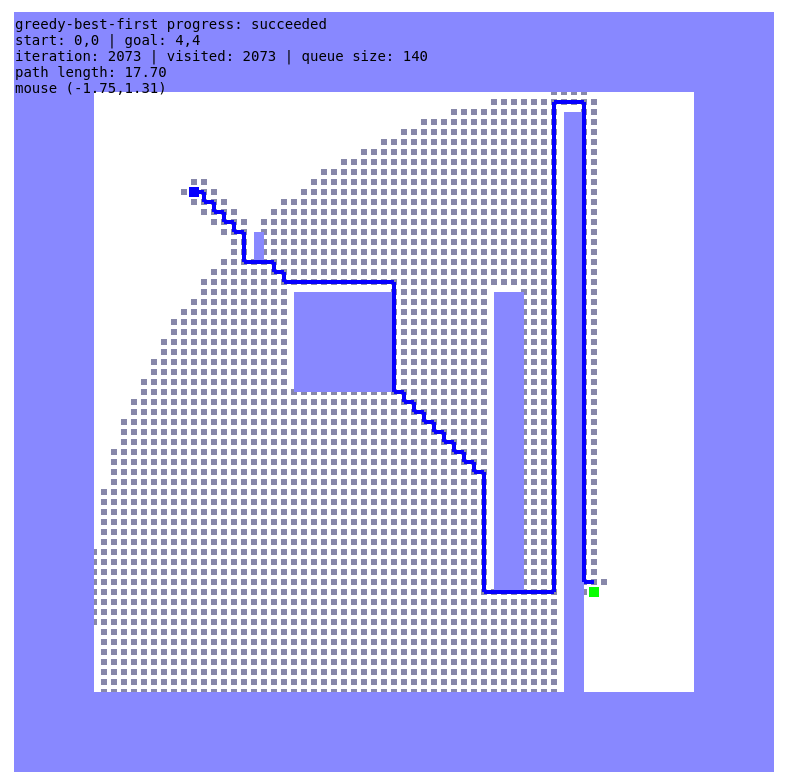 greedy-best-first progress: succeeded
start: 0,0 | goal: 4,4
iteration: 2073 | visited: 2073 | queue size: 140
path length: 17.70
mouse (-1.75,1.31)